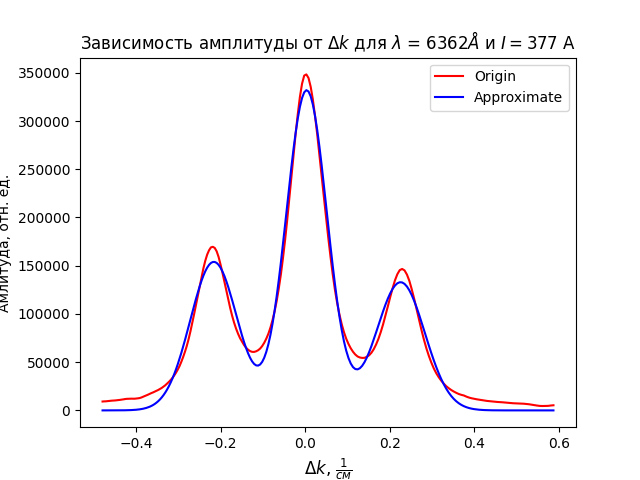 Зависимость амплитуды от Δk для λ = 6362Å и I = 377 А
Амлитуда, отн. ед.
350000
300000
250000
200000
150000
100000
50000
0
Origin
Approximate
−0.4 −0.2 0.0 0.2 0.4 0.6
Δk, 1/см